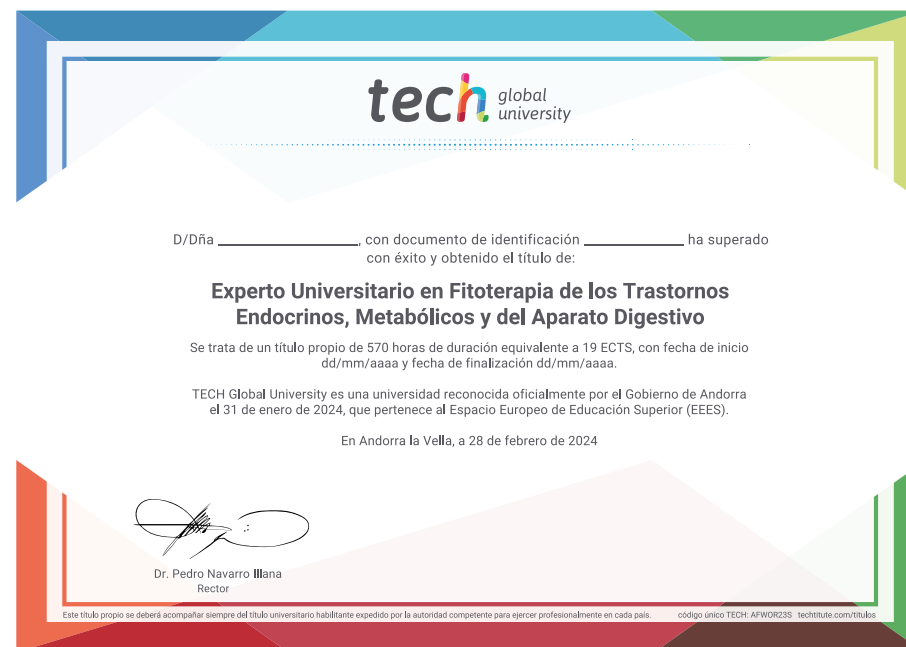 tech global university
D/Dña ____________________, con documento de identificación ______________ ha superado
con éxito y obtenido el título de:
Experto Universitario en Fitoterapia de los Trastornos
Endocrinos, Metabólicos y del Aparato Digestivo
Se trata de un título propio de 570 horas de duración equivalente a 19 ECTS, con fecha de inicio
dd/mm/aaaa y fecha de finalización dd/mm/aaaa.
TECH Global University es una universidad reconocida oficialmente por el Gobierno de Andorra
el 31 de enero de 2024, que pertenece al Espacio Europeo de Educación Superior (EEES).
En Andorra la Vella, a 28 de febrero de 2024
Dr. Pedro Navarro Illana
Rector
Este título propio se deberá acompañar siempre del título universitario habilitante expedido por la autoridad competente para ejercer profesionalmente en cada país. código único TECH: AFWOR23S techtitute.com/titulos